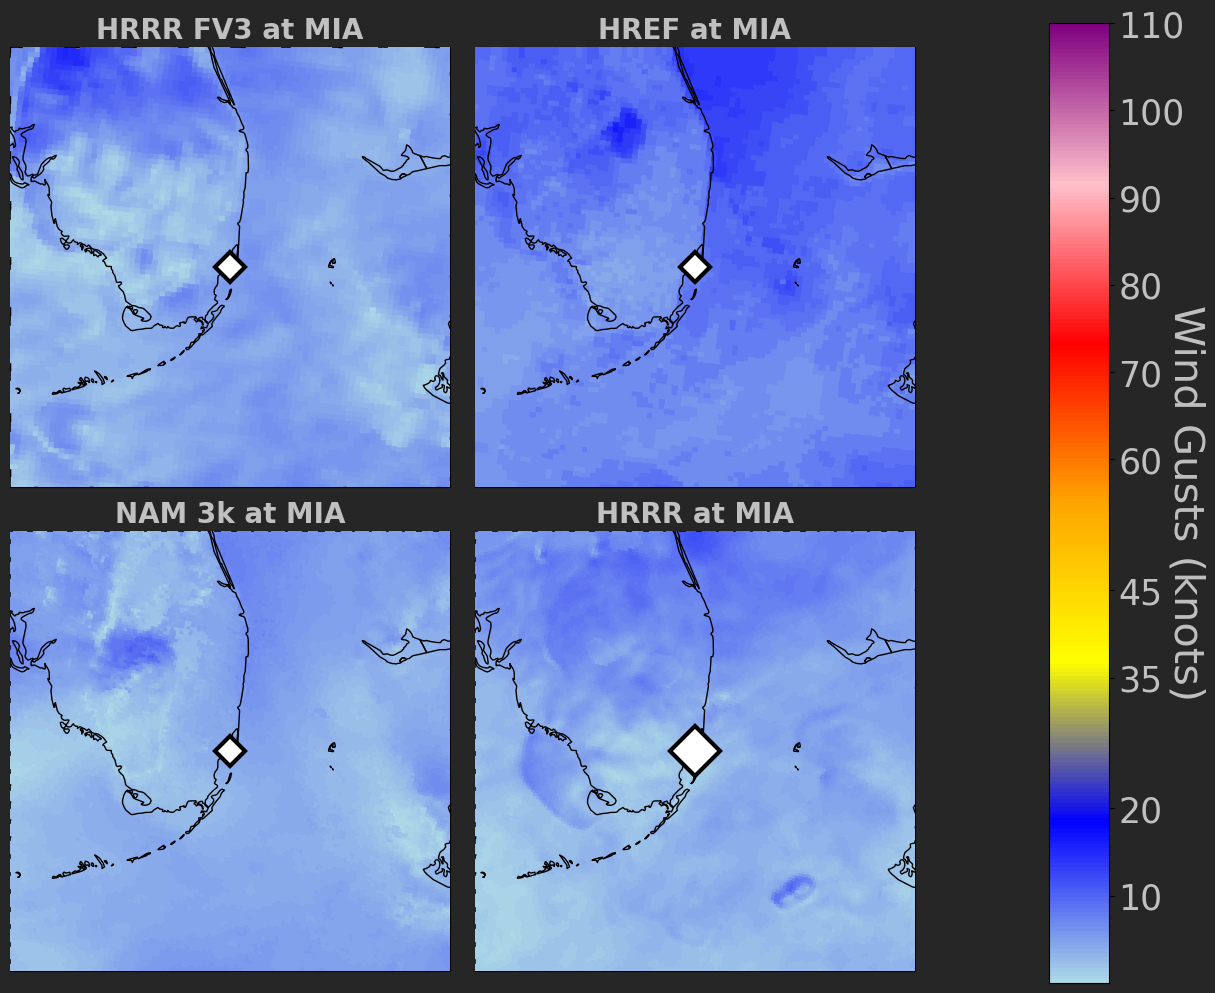 HRRR FV3 at MIA
HREF at MIA
NAM 3k at MIA
HRRR at MIA
110
100
90
80
70
60
45
35
20
10
Wind Gusts (knots)